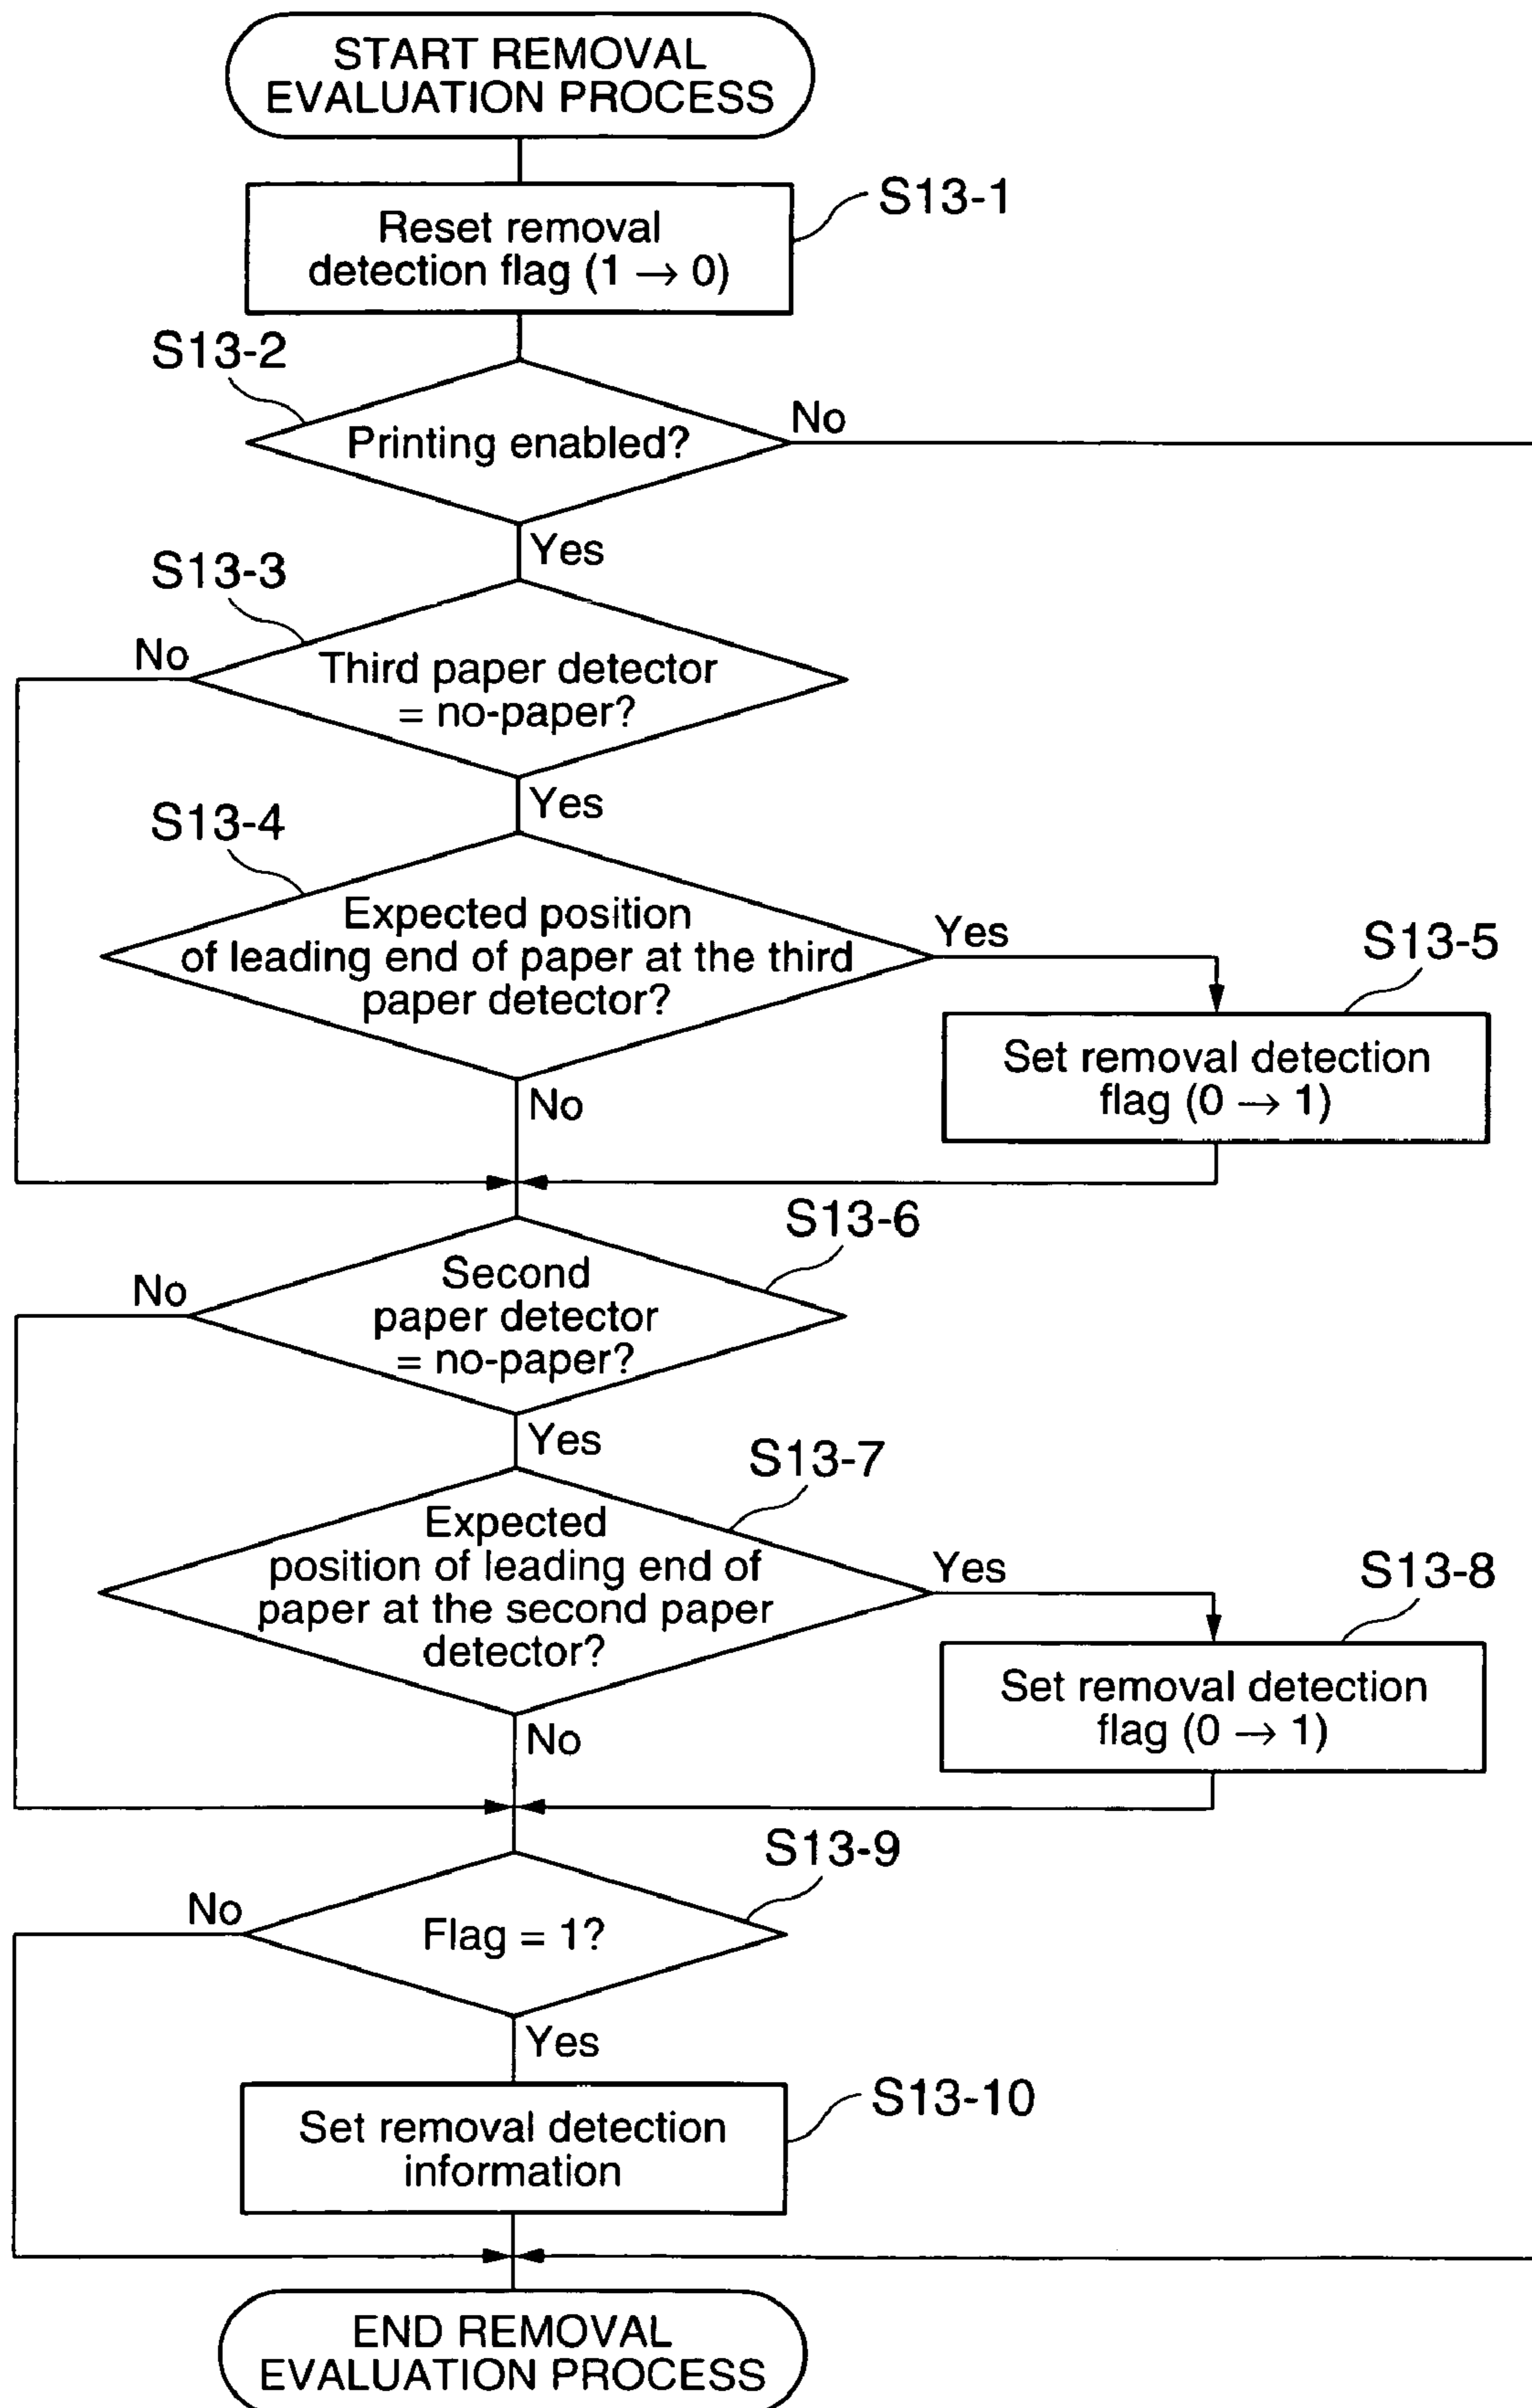 START REMOVAL
EVALUATION PROCESS
S13-1
Reset removal
detection flag (1 → 0)
S13-2
Printing enabled?
No
Yes
S13-3
No
Third paper detector
= no-paper?
Yes
S13-4
Expected position
of leading end of paper at the third
paper detector?
Yes
S13-5
Set removal detection
flag (0 → 1)
No
S13-6
No
Second
paper detector
= no-paper?
Yes
S13-7
Expected
position of leading end of
paper at the second paper
detector?
Yes
S13-8
Set removal detection
flag (0 → 1)
No
S13-9
No
Flag = 1?
Yes
S13-10
Set removal detection
information
END REMOVAL
EVALUATION PROCESS